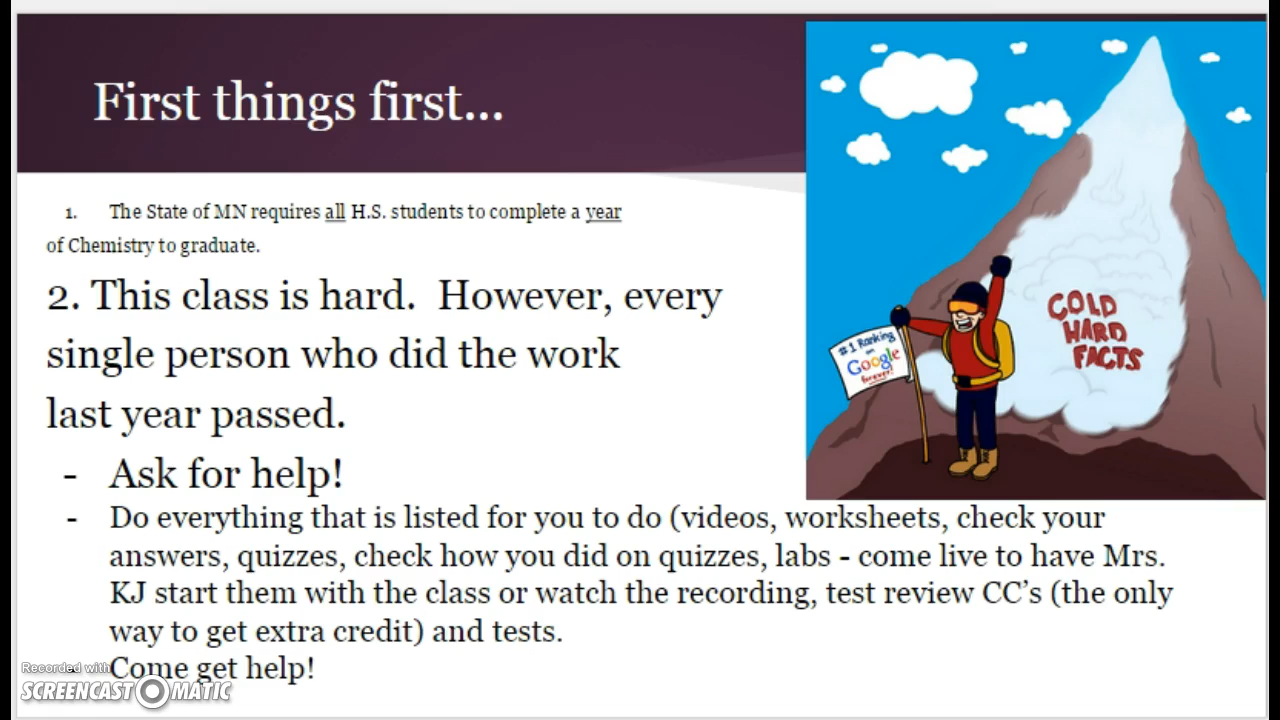 First things first...
1. The State of MN requires all H.S. students to complete a year
of Chemistry to graduate.
2. This class is hard. However, every
single person who did the work
last year passed.
- Ask for help!
- Do everything that is listed for you to do (videos, worksheets, check your
answers, quizzes, check how you did on quizzes, labs - come live to have Mrs.
KJ start them with the class or watch the recording, test review CC's (the only
way to get extra credit) and tests.
- Come get help!
COLD
HARD
FACTS
#1 Ranking
on
Google
forever!
Recorded with
SCREENCAST MATIC